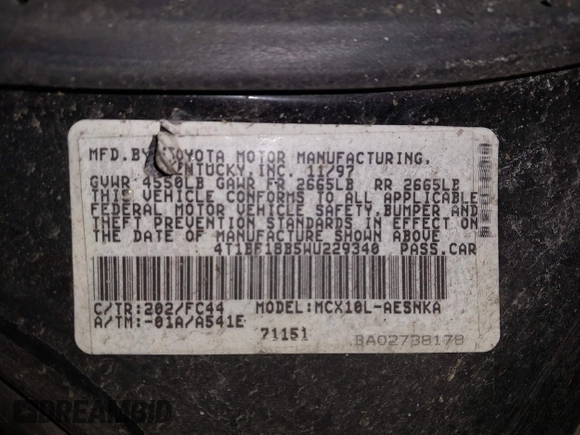 MFD.BY TOYOTA MOTOR MANUFACTURING,
KENTUCKY, INC. 11/97
GVWR 4550LB GAWR FR 2665LB RR 2665LB
THIS VEHICLE CONFORMS TO ALL APPLICABLE
FEDERAL MOTOR VEHICLE SAFETY, BUMPER AND
THEFT PREVENTION STANDARDS IN EFFECT ON
THE DATE OF MANUFACTURE SHOWN ABOVE
4T1BF18B5WU229340 PASS.CAR
C/TR:202/FC44 MODEL:MCX10L-AESNKA
A/TM:-01A/A541E
71151
BA02738178
DREAMBID